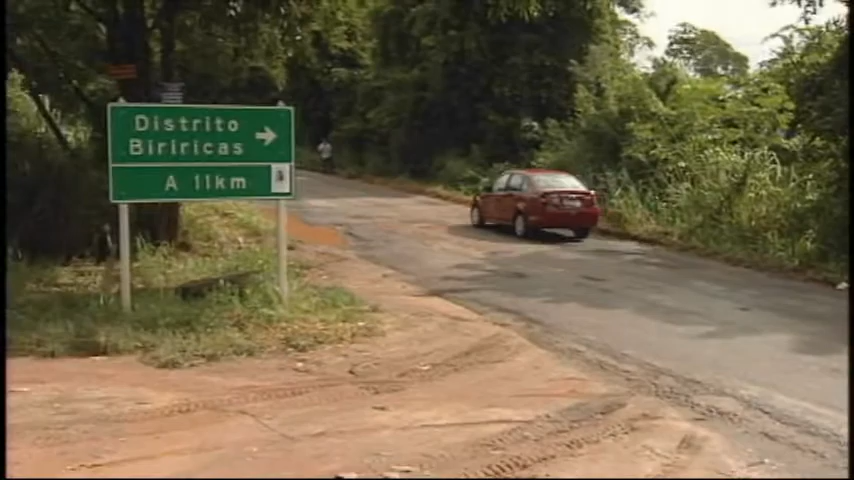 Distrito →
Biriricas
A 11km